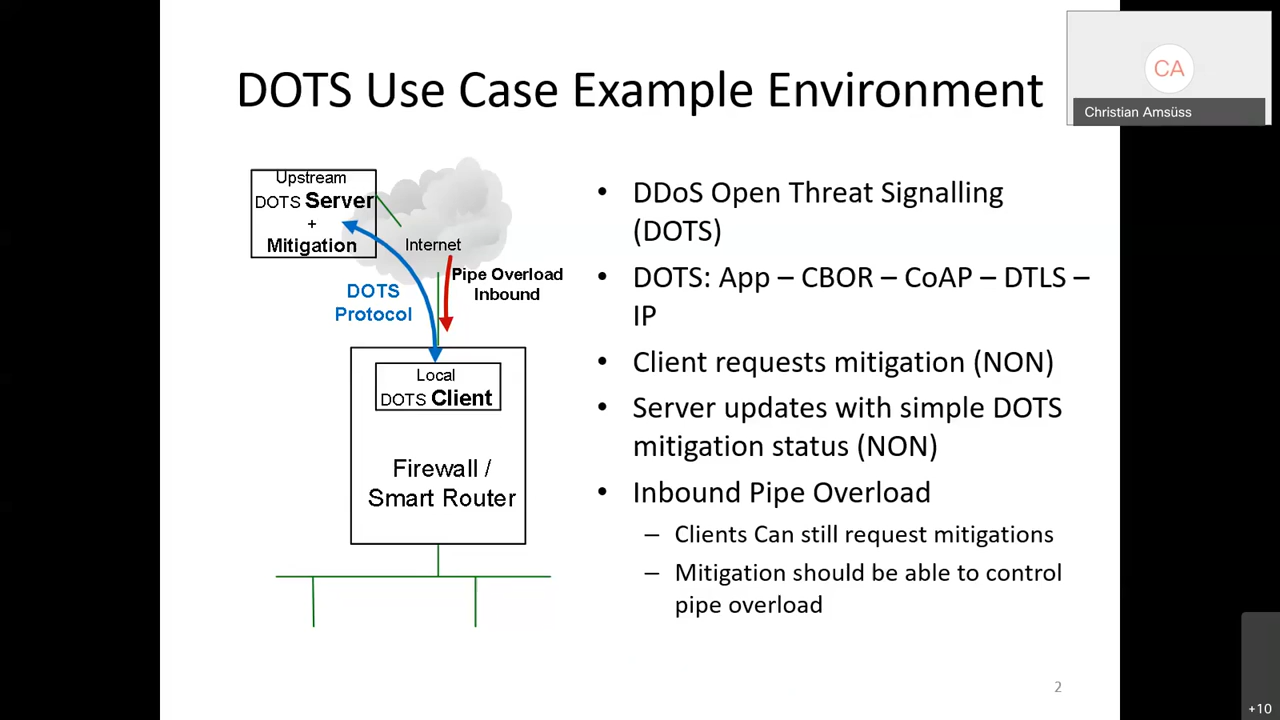 DOTS Use Case Example Environment
CA
Christian Amsüss
Upstream
DOTS Server
+
Mitigation
Internet
Pipe Overload
Inbound
DOTS
Protocol
Local
DOTS Client
Firewall /
Smart Router
• DDoS Open Threat Signalling
(DOTS)
• DOTS: App – CBOR – CoAP – DTLS –
IP
• Client requests mitigation (NON)
• Server updates with simple DOTS
mitigation status (NON)
• Inbound Pipe Overload
– Clients Can still request mitigations
– Mitigation should be able to control
pipe overload
2
+10